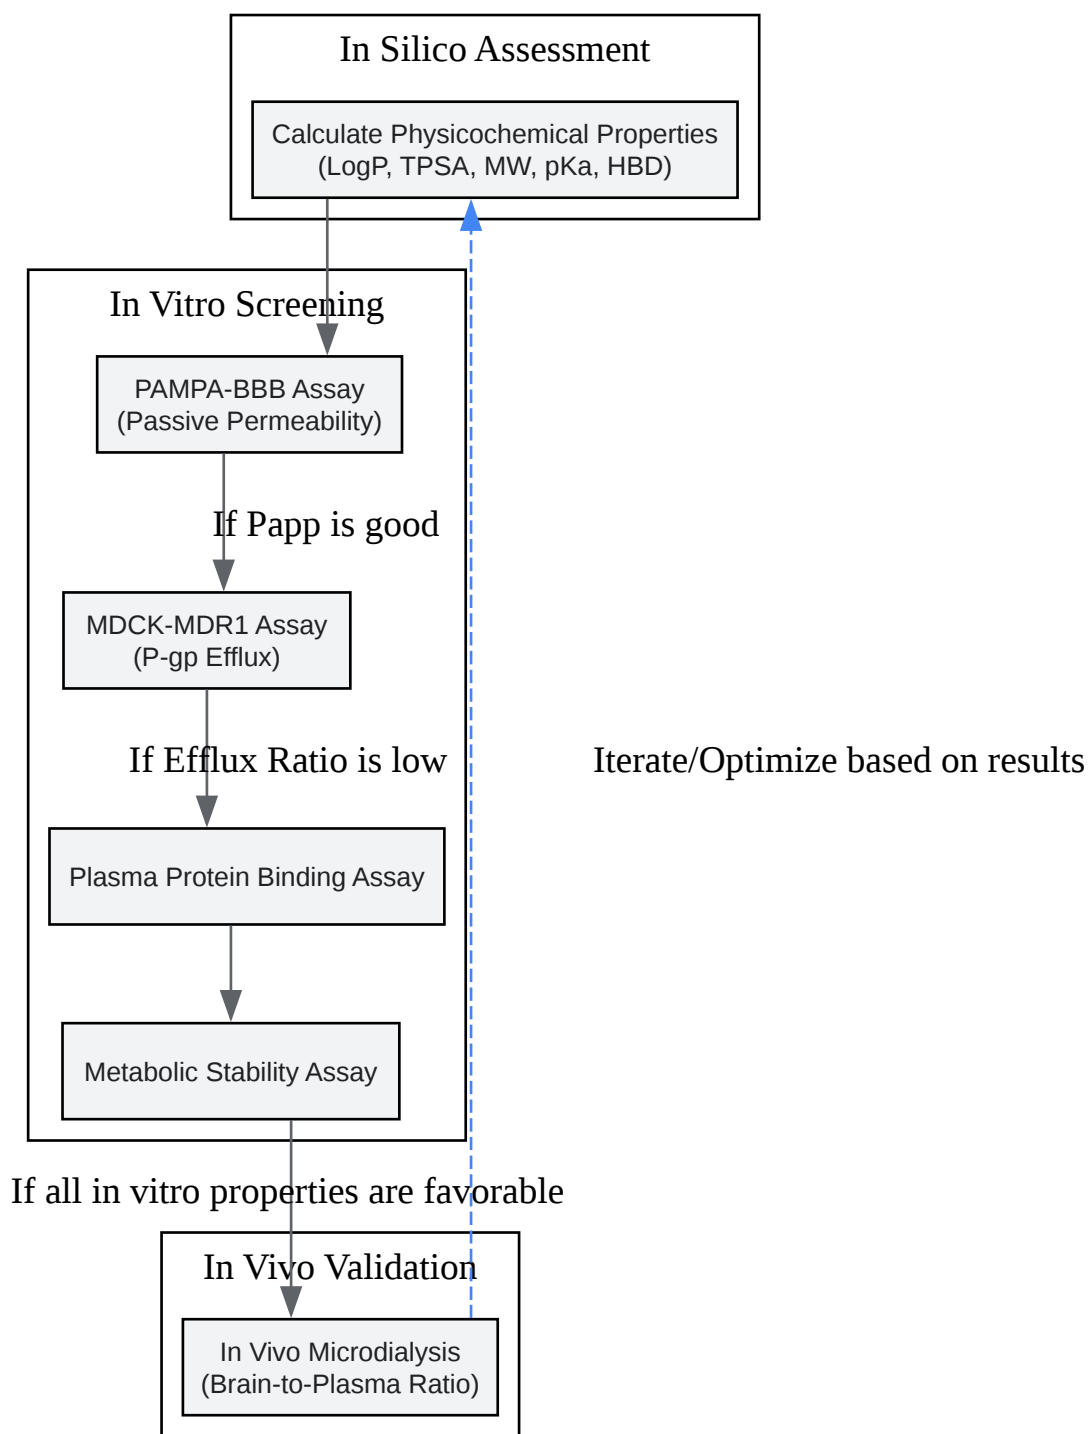 In Silico Assessment
Calculate Physicochemical Properties
(LogP, TPSA, MW, pKa, HBD)
In Vitro Screening
PAMPA-BBB Assay
(Passive Permeability)
If Papp is good
MDCK-MDR1 Assay
(P-gp Efflux)
If Efflux Ratio is low
Iterate/Optimize based on results
Plasma Protein Binding Assay
Metabolic Stability Assay
If all in vitro properties are favorable
In Vivo Validation
In Vivo Microdialysis
(Brain-to-Plasma Ratio)